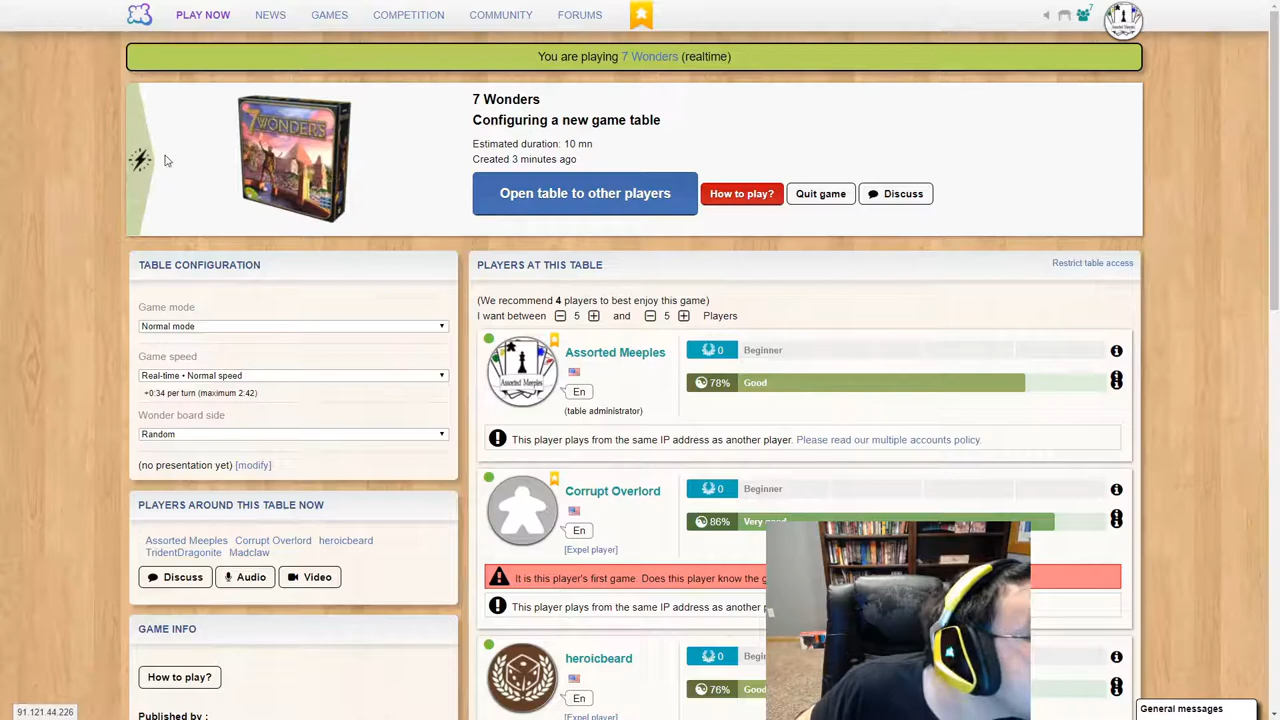 PLAY NOW NEWS GAMES COMPETITION COMMUNITY FORUMS
7
You are playing 7 Wonders (realtime)
7 WONDERS
7 Wonders
Configuring a new game table
Estimated duration: 10 mn
Created 3 minutes ago
Open table to other players How to play? Quit game Discuss
TABLE CONFIGURATION
Game mode
Normal mode
Game speed
Real-time • Normal speed
+0:34 per turn (maximum 2.42)
Wonder board side
Random
(no presentation yet) [modify]
PLAYERS AROUND THIS TABLE NOW
Assorted Meeples Corrupt Overlord heroicbeard
TridentDragonite Madclaw
Discuss Audio Video
GAME INFO
How to play?
Published by :
91.121.44.226
PLAYERS AT THIS TABLE Restrict table access
(We recommend 4 players to best enjoy this game)
I want between 5 and 5 Players
Assorted Meeples
Assorted Meeples
En
(table administrator)
0 Beginner
78% Good
This player plays from the same IP address as another player. Please read our multiple accounts policy.
Corrupt Overlord
En
[Expel player]
0 Beginner
86% Very good
It is this player's first game. Does this player know the g
This player plays from the same IP address as another p
heroicbeard
En
[Expel player]
0 Begin
76% Good
General messages